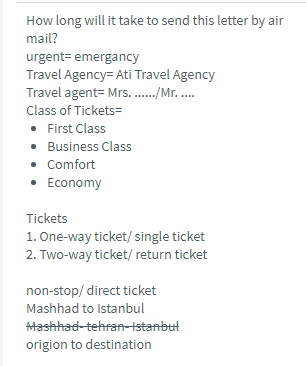 How long will it take to send this letter by air
mail?
urgent= emergancy
Travel Agency= Ati Travel Agency
Travel agent= Mrs. ....../Mr. ....
Class of Tickets=
• First Class
• Business Class
• Comfort
• Economy
Tickets
1. One-way ticket/ single ticket
2. Two-way ticket/ return ticket
non-stop/ direct ticket
Mashhad to Istanbul
Mashhad- tehran- Istanbul
origion to destination